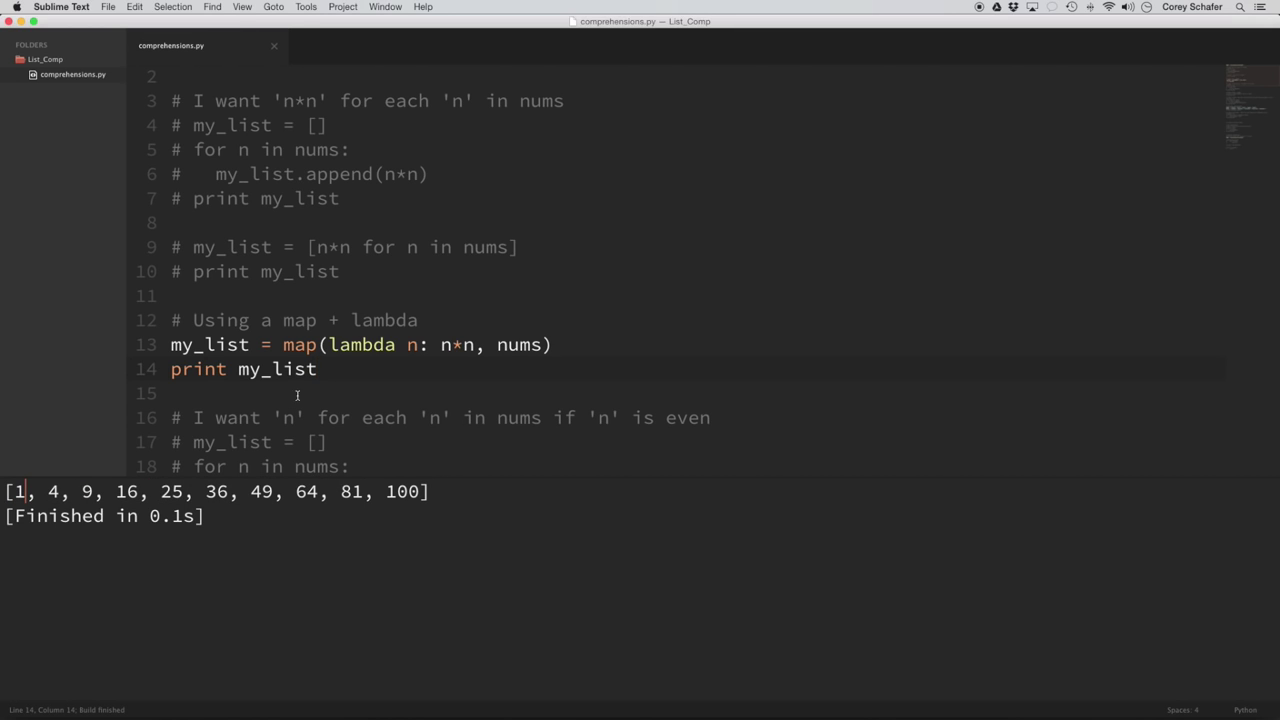 Sublime Text File Edit Selection Find View Goto Tools Project Window Help Corey Schafer
comprehensions.py — List_Comp
FOLDERS
List_Comp
comprehensions.py
comprehensions.py
2
3 # I want 'n*n' for each 'n' in nums
4 # my_list = []
5 # for n in nums:
6 #   my_list.append(n*n)
7 # print my_list
8
9 # my_list = [n*n for n in nums]
10 # print my_list
11
12 # Using a map + lambda
13 my_list = map(lambda n: n*n, nums)
14 print my_list
15
16 # I want 'n' for each 'n' in nums if 'n' is even
17 # my_list = []
18 # for n in nums:
[1, 4, 9, 16, 25, 36, 49, 64, 81, 100]
[Finished in 0.1s]
Line 14, Column 14; Build finished Spaces: 4 Python